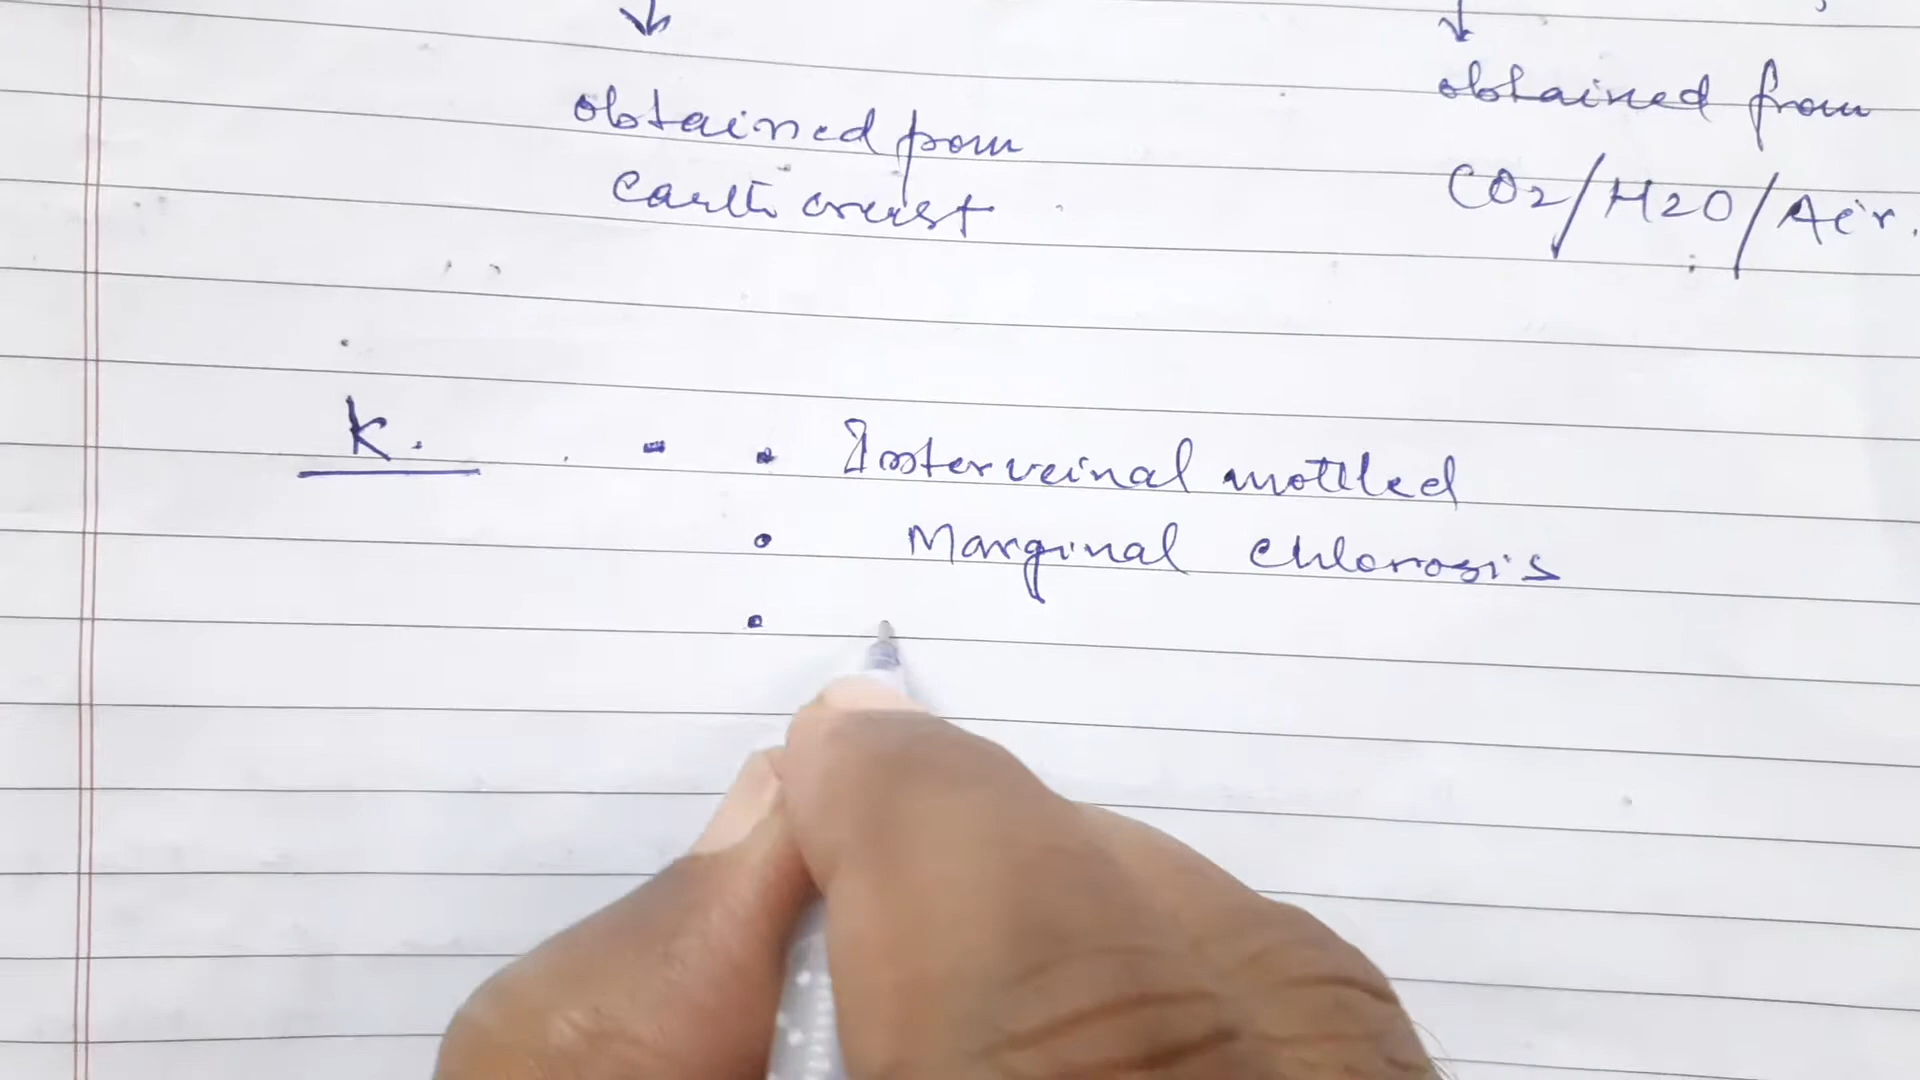 obtained from
earth crust
obtained from
CO2/H2O/Air.
K. - • Interveinal mottled
• Marginal chlorosis
•